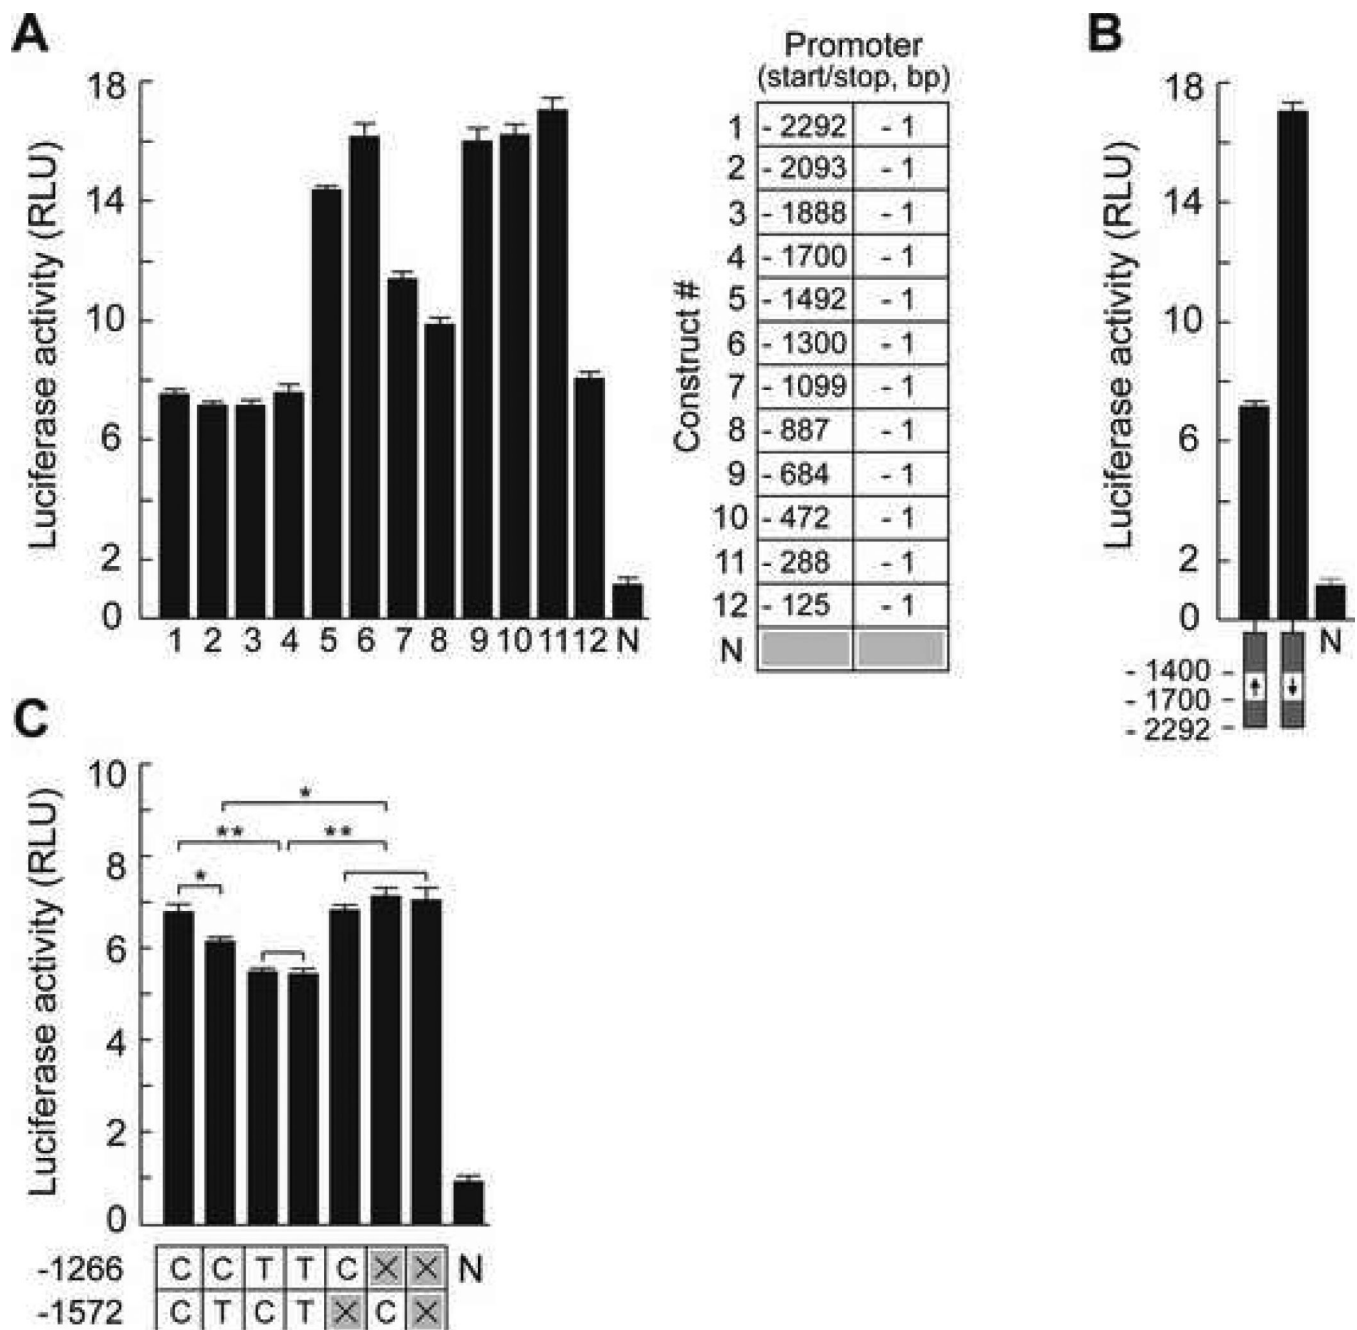 A
Luciferase activity (RLU)
18
14
10
6
2
0
1 2 3 4 5 6 7 8 9 10 11 12 N
Promoter
(start/stop, bp)
Construct #
1 - 2292 - 1
2 - 2093 - 1
3 - 1888 - 1
4 - 1700 - 1
5 - 1492 - 1
6 - 1300 - 1
7 - 1099 - 1
8 - 887 - 1
9 - 684 - 1
10 - 472 - 1
11 - 288 - 1
12 - 125 - 1
N
B
Luciferase activity (RLU)
18
14
10
6
2
0
N
- 1400
- 1700
- 2292
C
Luciferase activity (RLU)
10
8
6
4
2
0
*
** **
*
-1266 C C T T C X X N
-1572 C T C T X C X